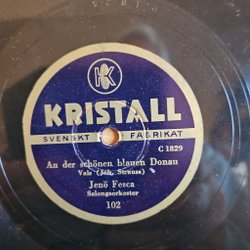 K
KRISTALL
SVENSKT FABRIKAT
C 1829
An der schönen blauen Donau
Vals (Joh. Strauss)
Jenö Fesca
Salongsorkester
102